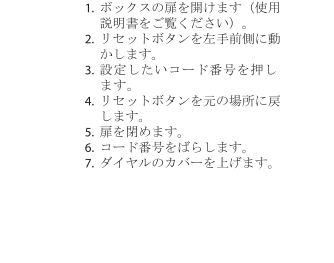 1. ボックスの扉を開けます（使用
説明書をご覧ください）。
2. リセットボタンを左手前側に動
かします。
3. 設定したいコード番号を押し
ます。
4. リセットボタンを元の場所に戻
します。
5. 扉を閉めます。
6. コード番号をばらします。
7. ダイヤルのカバーを上げます。